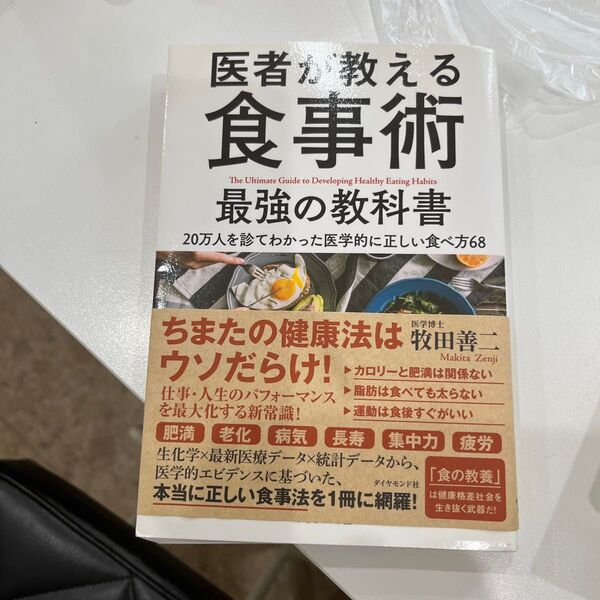 医者が教える
食事術
The Ultimate Guide to Developing Healthy Eating Habits
最強の教科書
20万人を診てわかった医学的に正しい食べ方68
ちまたの健康法は
ウソだらけ!
医学博士
牧田善二
Makita Zenji
仕事・人生のパフォーマンス
を最大化する新常識!
▶カロリーと肥満は関係ない
▶脂肪は食べても太らない
▶運動は食後すぐがいい
肥満 老化 病気 長寿 集中力 疲労
生化学×最新医療データ×統計データから、
医学的エビデンスに基づいた、
本当に正しい食事法を1冊に網羅!
ダイヤモンド社
「食の教養」
は健康格差社会を
生き抜く武器だ!